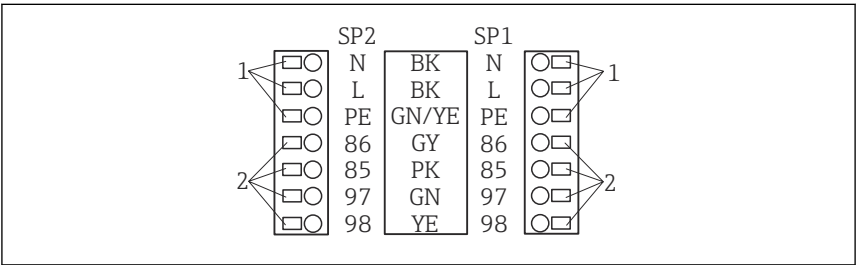 SP2 SP1
N BK N
1 L BK L 1
PE GN/YE PE
86 GY 86
85 PK 85
2 97 GN 97 2
98 YE 98